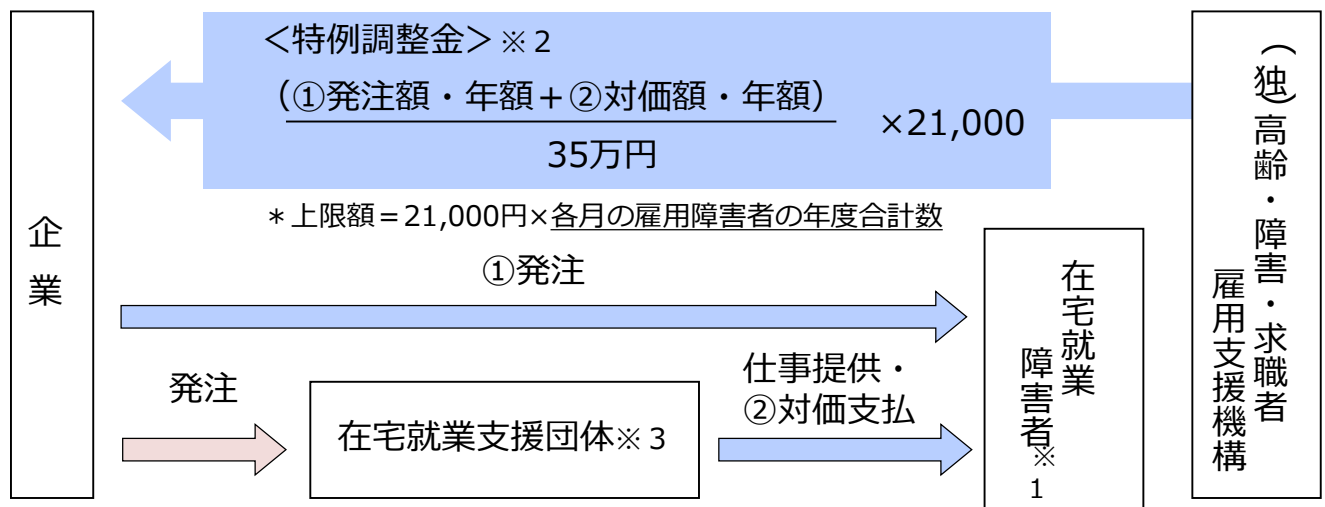 ＜特例調整金＞※２
（①発注額・年額＋②対価額・年額）
35万円
×21,000
＊上限額＝21,000円×各月の雇用障害者の年度合計数
企業
①発注
発注
在宅就業支援団体※３
仕事提供・
②対価支払
在宅就業
障害者※1
（独）高齢・障害・求職者
雇用支援機構